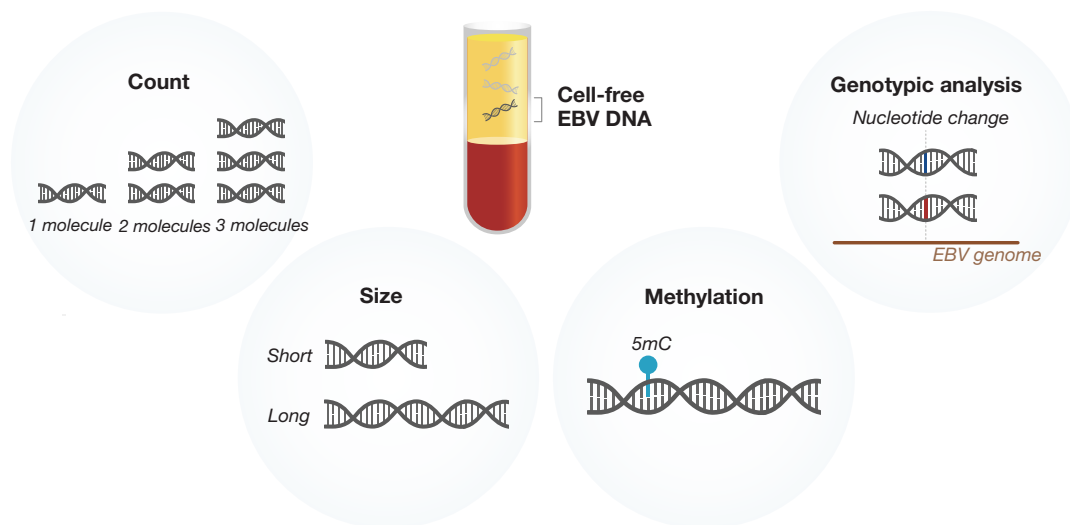 Count
1 molecule 2 molecules 3 molecules
Cell-free
EBV DNA
Genotypic analysis
Nucleotide change
EBV genome
Size
Short
Long
Methylation
5mC